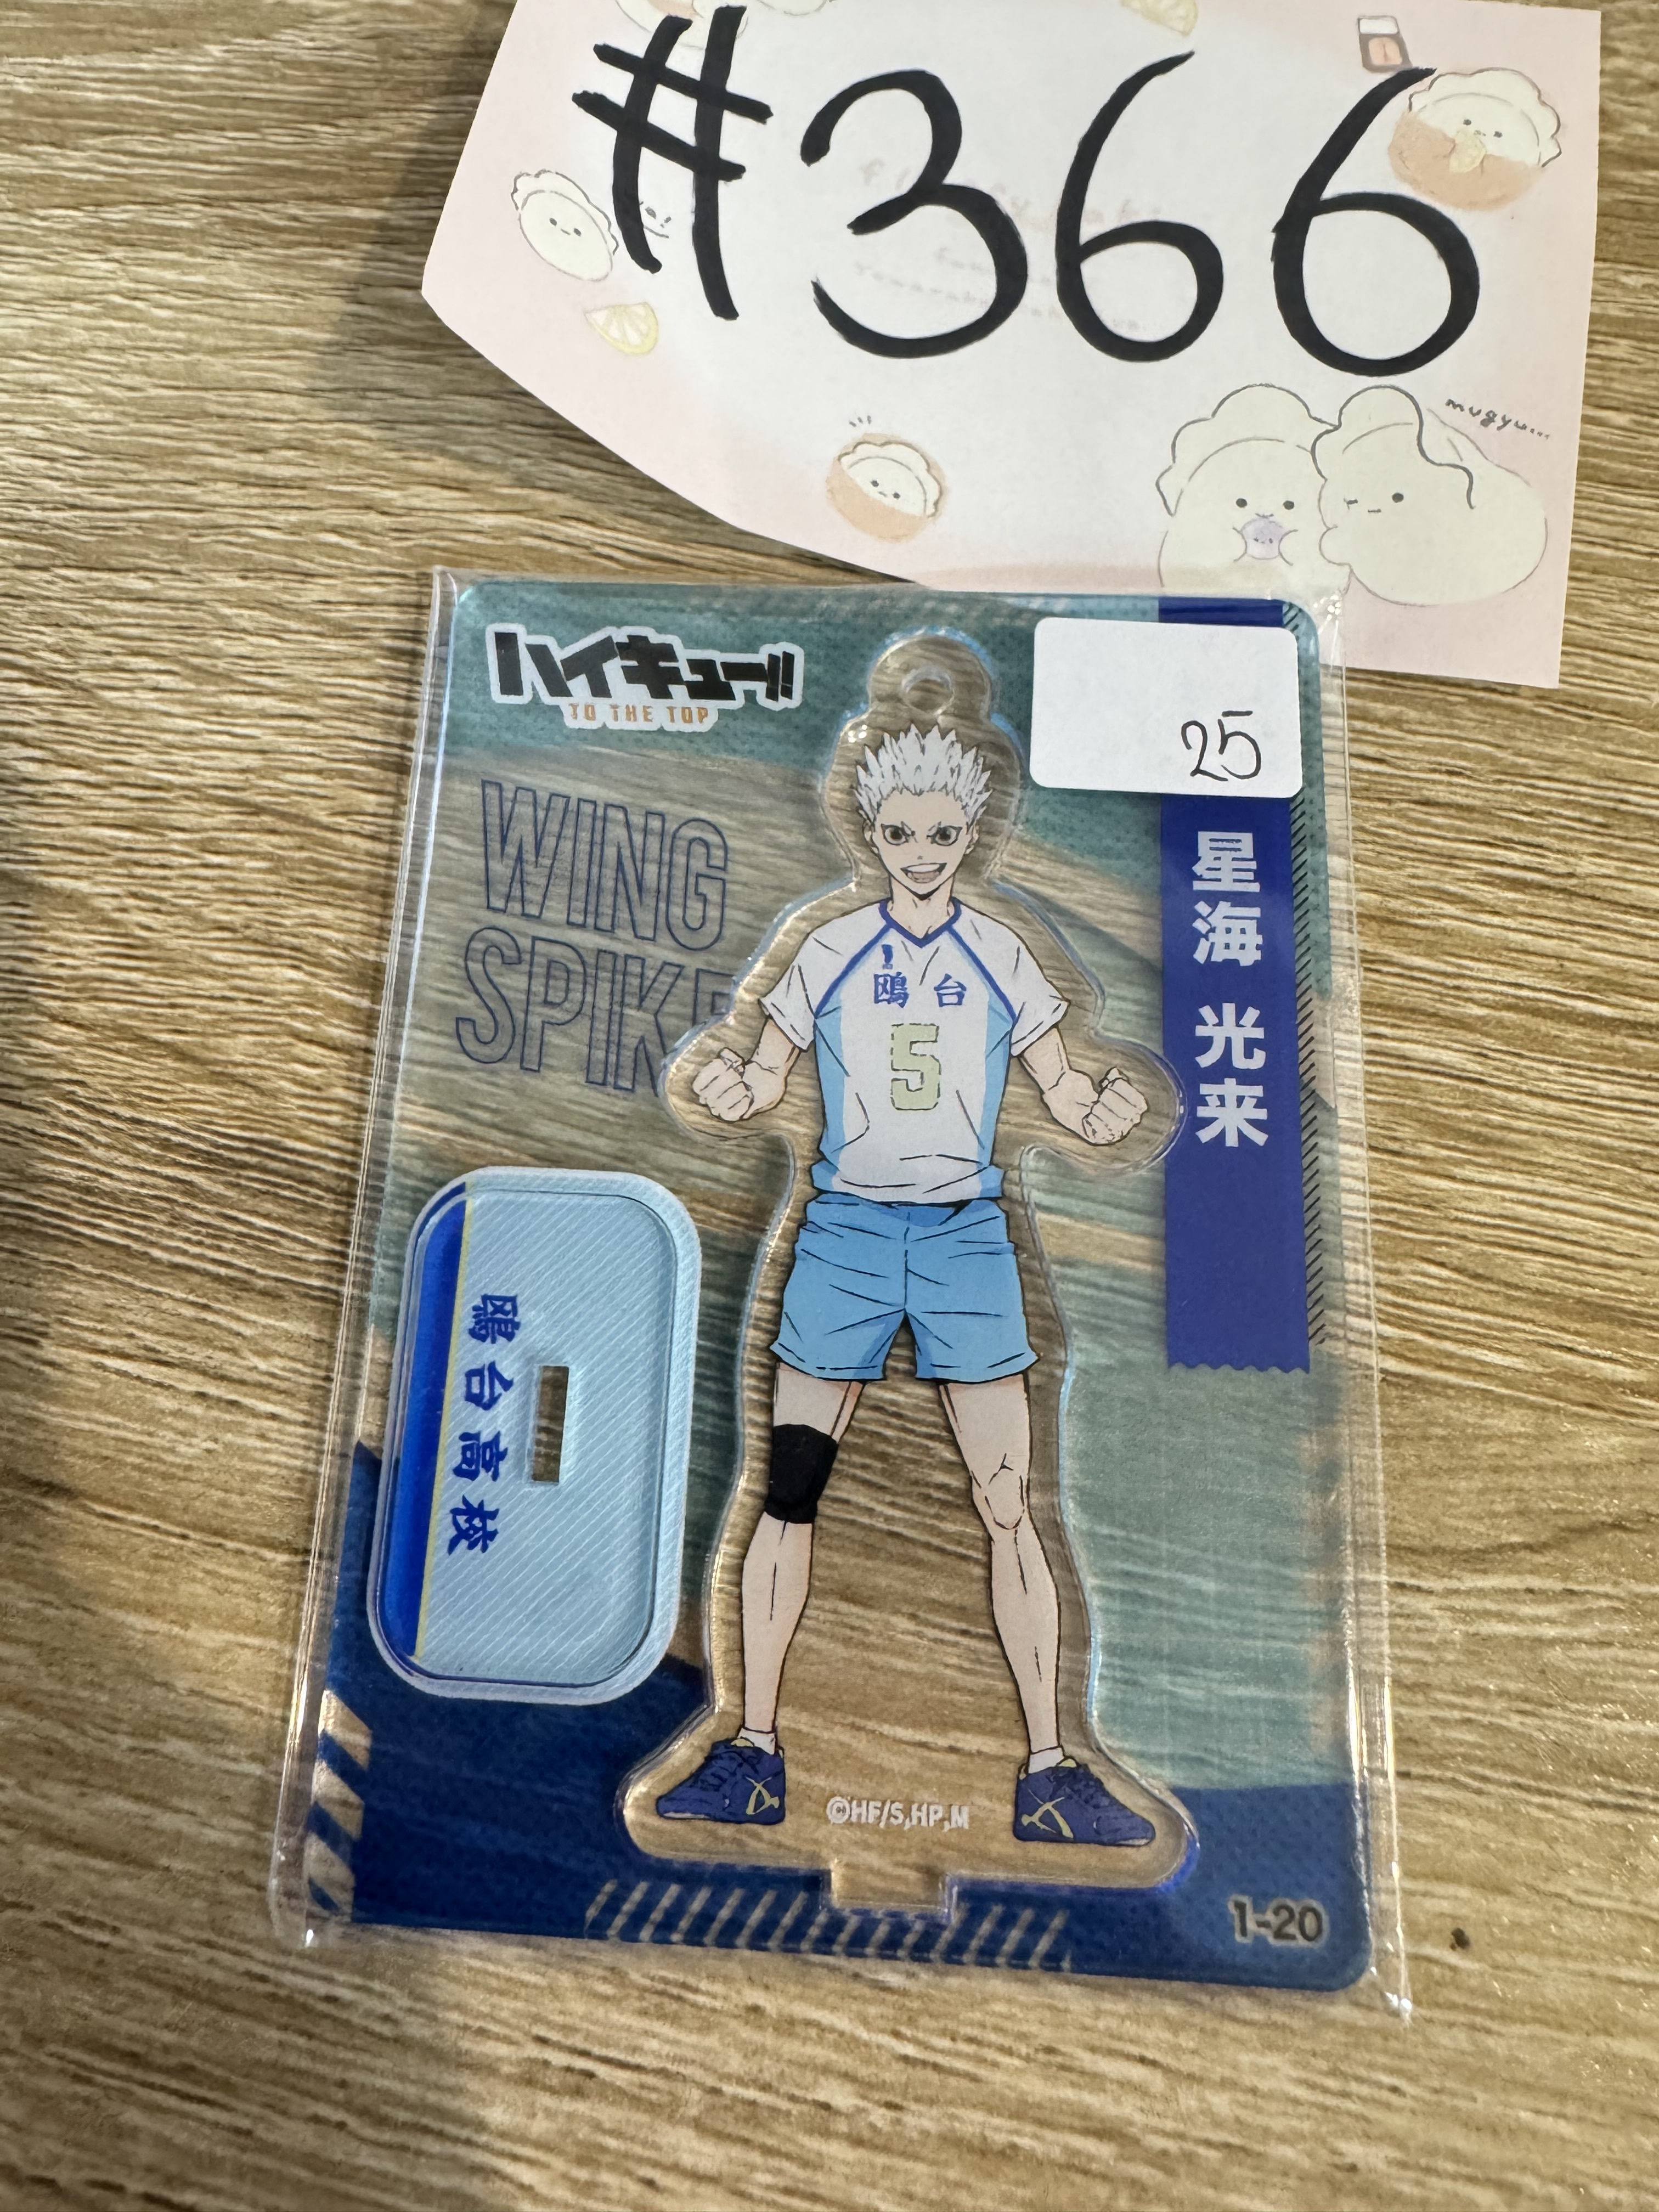 #366
mugyu...
ハイキュー!!
TO THE TOP
25
WING
SPIKE
星海 光来
鴎台
5
鴎台高校
©HF/S,HP,M
1-20